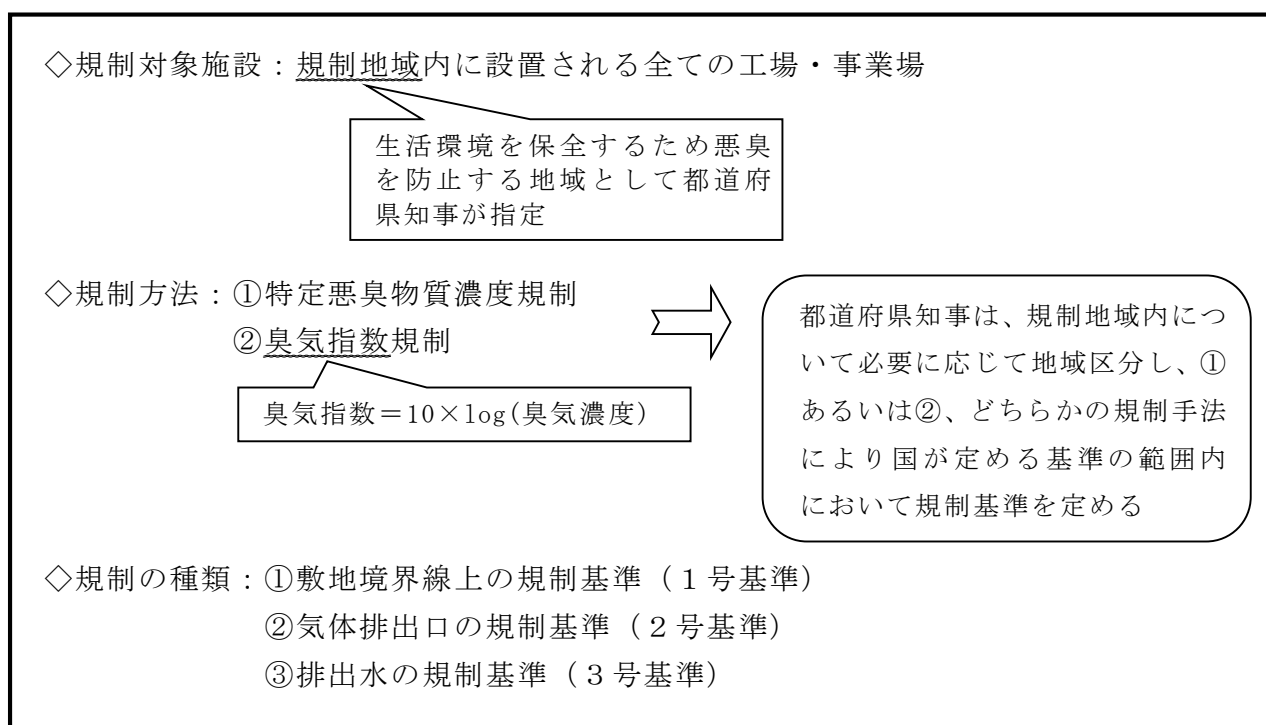 ◇規制対象施設：規制地域内に設置される全ての工場・事業場
生活環境を保全するため悪臭
を防止する地域として都道府
県知事が指定
◇規制方法：①特定悪臭物質濃度規制
②臭気指数規制
臭気指数＝10×log(臭気濃度）
都道府県知事は、規制地域内につ
いて必要に応じて地域区分し、①
あるいは②、どちらかの規制手法
により国が定める基準の範囲内
において規制基準を定める
◇規制の種類：①敷地境界線上の規制基準（１号基準）
②気体排出口の規制基準（２号基準）
③排出水の規制基準（３号基準）